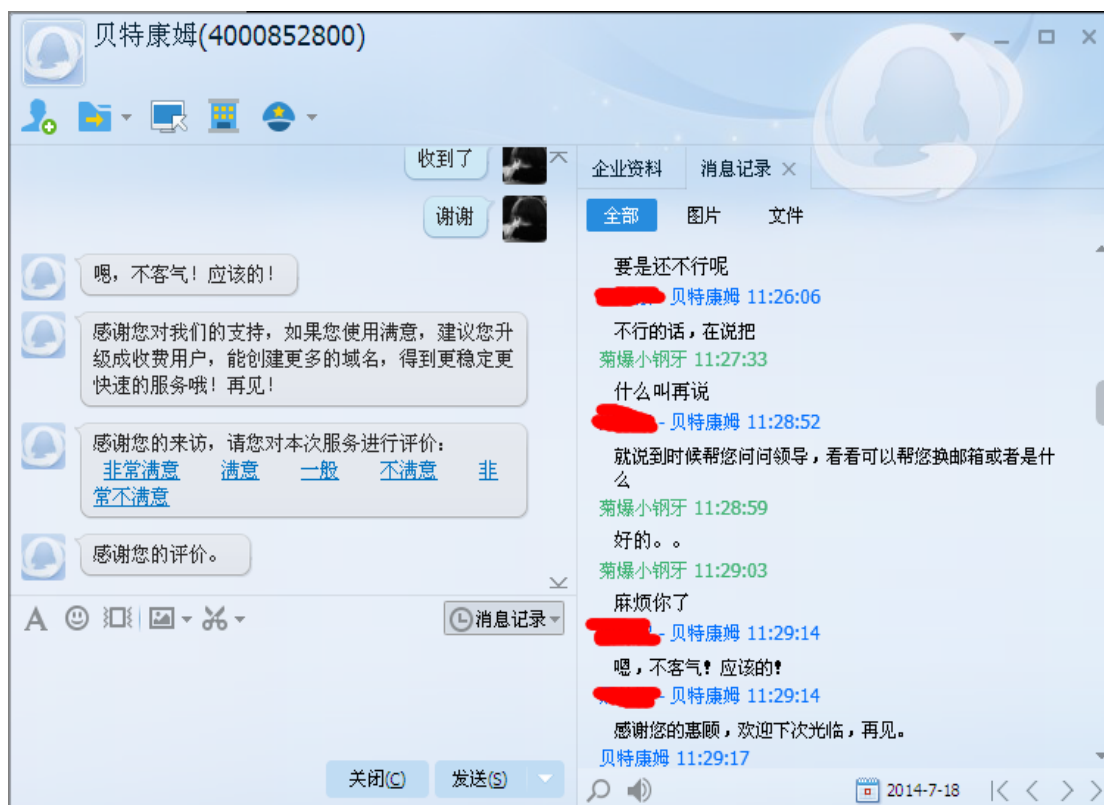 贝特康姆(4000852800)
收到了
谢谢
嗯，不客气！应该的！
感谢您对我们的支持，如果您使用满意，建议您升
级成收费用户，能创建更多的域名，得到更稳定更
快速的服务哦！再见！
感谢您的来访，请您对本次服务进行评价：
非常满意 满意 一般 不满意 非
常不满意
感谢您的评价。
消息记录
关闭(C) 发送(S)
企业资料 消息记录
全部 图片 文件
要是还不行呢
贝特康姆 11:26:06
不行的话，在说把
菊爆小钢牙 11:27:33
什么叫再说
- 贝特康姆 11:28:52
就说到时候帮您问问领导，看看可以帮您换邮箱或者是什
么
菊爆小钢牙 11:28:59
好的。。
菊爆小钢牙 11:29:03
麻烦你了
- 贝特康姆 11:29:14
嗯，不客气！应该的！
- 贝特康姆 11:29:14
感谢您的惠顾，欢迎下次光临，再见。
贝特康姆 11:29:17
2014-7-18